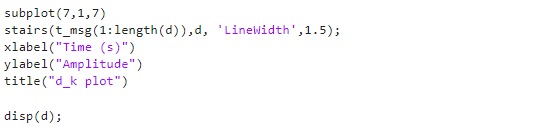 subplot(7,1,7)
stairs(t_msg(1:length(d)),d, 'LineWidth',1.5);
xlabel("Time (s)")
ylabel("Amplitude")
title("d_k plot")
disp(d);